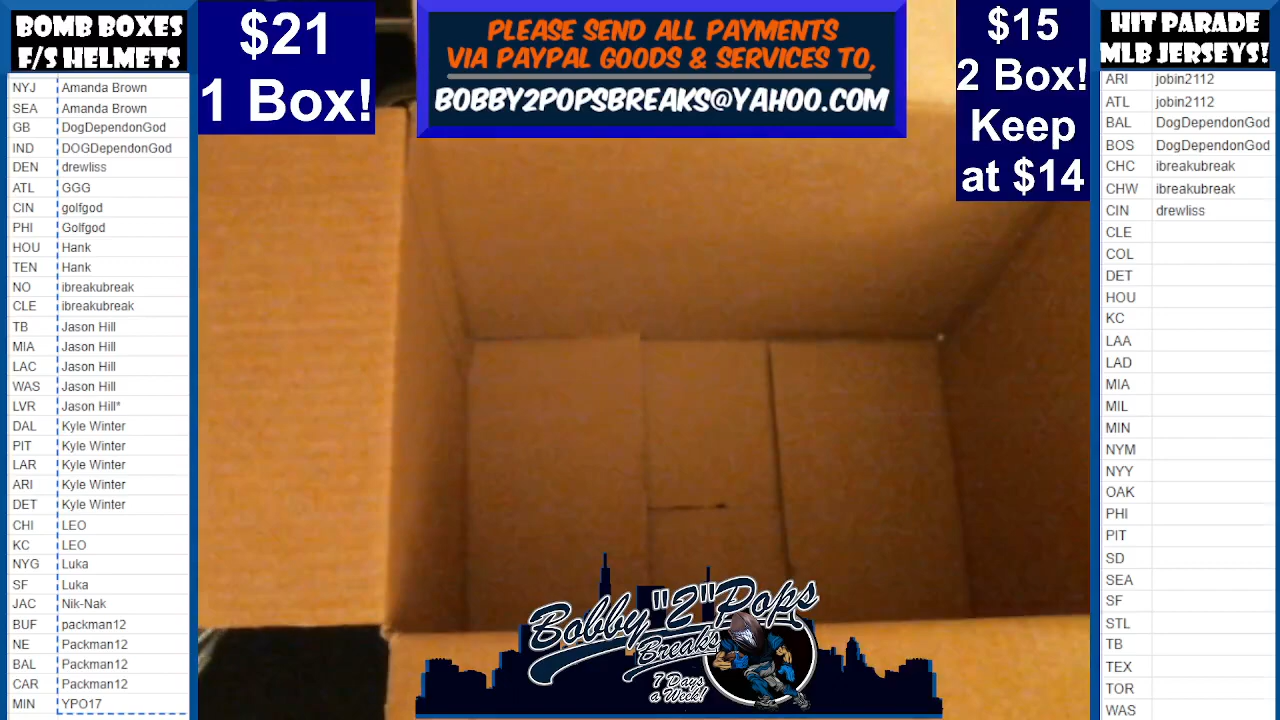 BOMB BOXES
F/S HELMETS
NYJ Amanda Brown
SEA Amanda Brown
GB DogDependonGod
IND DOGDependonGod
DEN drewliss
ATL GGG
CIN golfgod
PHI Golfgod
HOU Hank
TEN Hank
NO ibreakubreak
CLE ibreakubreak
TB Jason Hill
MIA Jason Hill
LAC Jason Hill
WAS Jason Hill
LVR Jason Hill*
DAL Kyle Winter
PIT Kyle Winter
LAR Kyle Winter
ARI Kyle Winter
DET Kyle Winter
CHI LEO
KC LEO
NYG Luka
SF Luka
JAC Nik-Nak
BUF packman12
NE Packman12
BAL Packman12
CAR Packman12
MIN YPO17
$21
1 Box!
PLEASE SEND ALL PAYMENTS
VIA PAYPAL GOODS & SERVICES TO,
BOBBY2POPSBREAKS@YAHOO.COM
$15
2 Box!
Keep
at $14
HIT PARADE
MLB JERSEYS!
ARI jobin2112
ATL jobin2112
BAL DogDependonGod
BOS DogDependonGod
CHC ibreakubreak
CHW ibreakubreak
CIN drewliss
CLE
COL
DET
HOU
KC
LAA
LAD
MIA
MIL
MIN
NYM
NYY
OAK
PHI
PIT
SD
SEA
SF
STL
TB
TEX
TOR
WAS
Bobby "2" Pops
Breaks
7 Days
a Week!